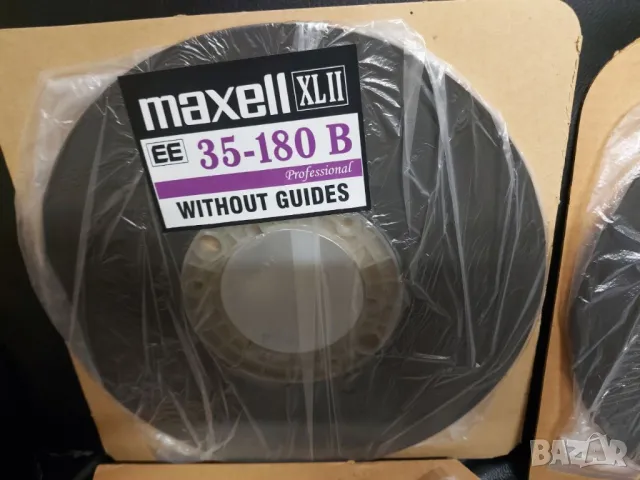 maxell XLII
EE 35-180 B
Professional
WITHOUT GUIDES
BAZAR